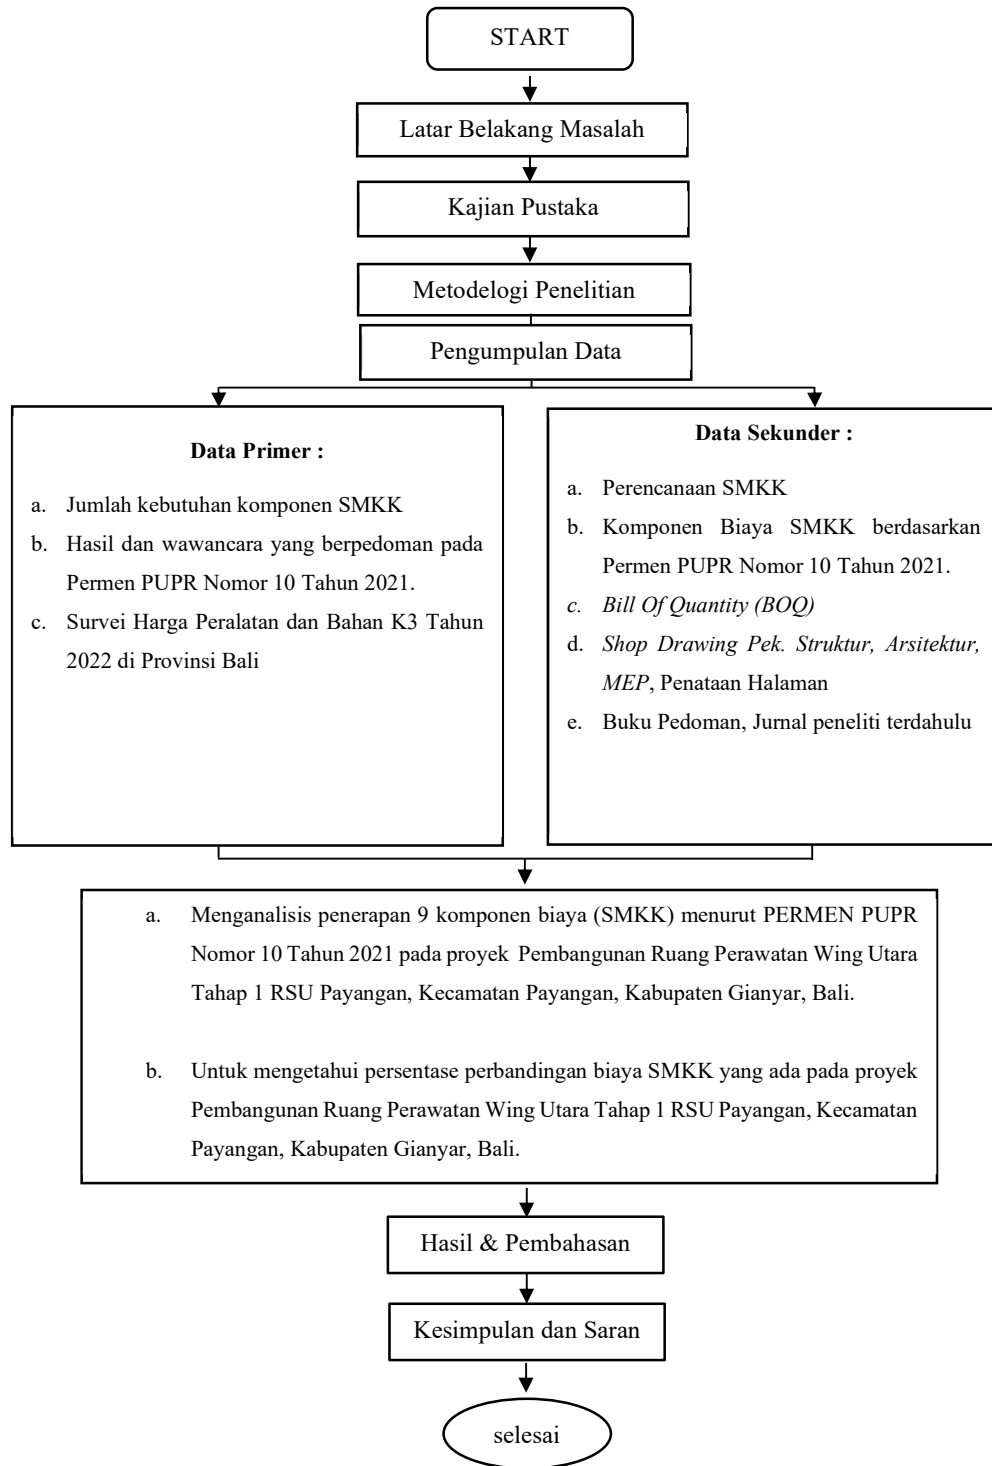 START
Latar Belakang Masalah
Kajian Pustaka
Metodelogi Penelitian
Pengumpulan Data
Data Primer :
a. Jumlah kebutuhan komponen SMKK
b. Hasil dan wawancara yang berpedoman pada
Permen PUPR Nomor 10 Tahun 2021.
c. Survei Harga Peralatan dan Bahan K3 Tahun
2022 di Provinsi Bali
Data Sekunder :
a. Perencanaan SMKK
b. Komponen Biaya SMKK berdasarkan
Permen PUPR Nomor 10 Tahun 2021.
c. Bill Of Quantity (BOQ)
d. Shop Drawing Pek. Struktur, Arsitektur,
MEP, Penataan Halaman
e. Buku Pedoman, Jurnal peneliti terdahulu
a. Menganalisis penerapan 9 komponen biaya (SMKK) menurut PERMEN PUPR
Nomor 10 Tahun 2021 pada proyek Pembangunan Ruang Perawatan Wing Utara
Tahap 1 RSU Payangan, Kecamatan Payangan, Kabupaten Gianyar, Bali.
b. Untuk mengetahui persentase perbandingan biaya SMKK yang ada pada proyek
Pembangunan Ruang Perawatan Wing Utara Tahap 1 RSU Payangan, Kecamatan
Payangan, Kabupaten Gianyar, Bali.
Hasil & Pembahasan
Kesimpulan dan Saran
selesai